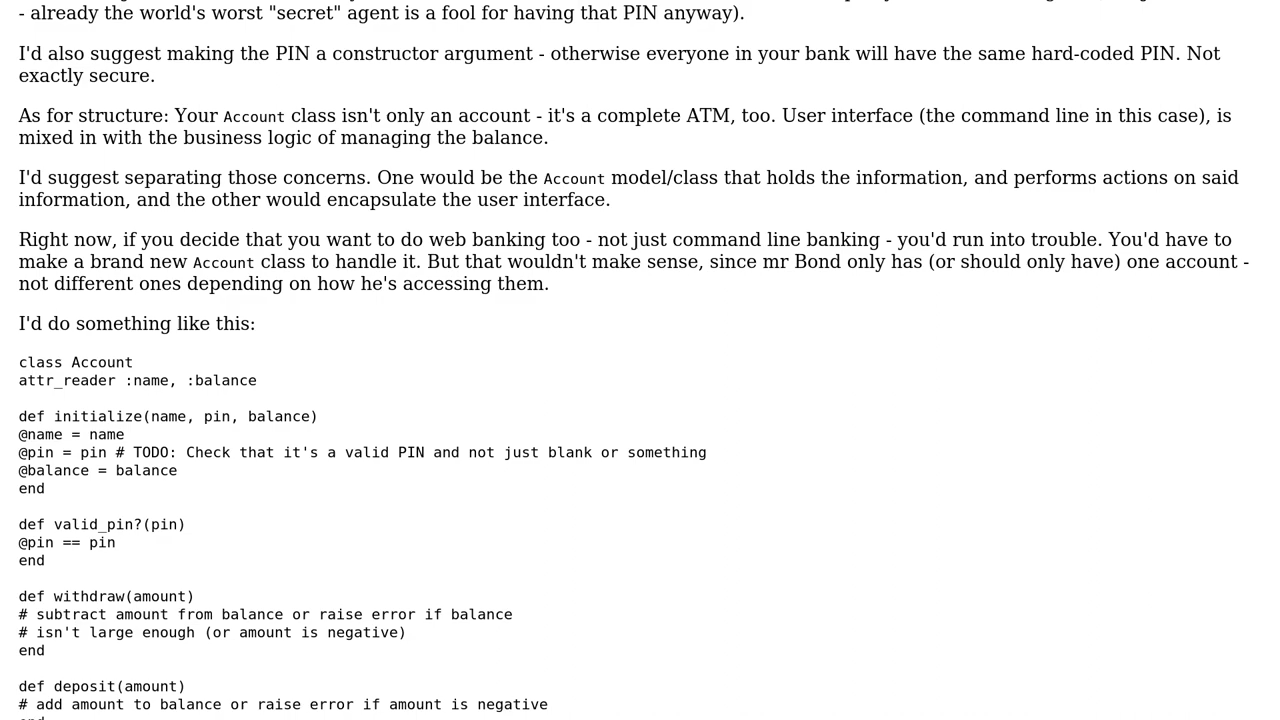 - already the world's worst "secret" agent is a fool for having that PIN anyway).
I'd also suggest making the PIN a constructor argument - otherwise everyone in your bank will have the same hard-coded PIN. Not
exactly secure.
As for structure: Your Account class isn't only an account - it's a complete ATM, too. User interface (the command line in this case), is
mixed in with the business logic of managing the balance.
I'd suggest separating those concerns. One would be the Account model/class that holds the information, and performs actions on said
information, and the other would encapsulate the user interface.
Right now, if you decide that you want to do web banking too - not just command line banking - you'd run into trouble. You'd have to
make a brand new Account class to handle it. But that wouldn't make sense, since mr Bond only has (or should only have) one account -
not different ones depending on how he's accessing them.
I'd do something like this:
class Account
attr_reader :name, :balance
def initialize(name, pin, balance)
@name = name
@pin = pin # TODO: Check that it's a valid PIN and not just blank or something
@balance = balance
end
def valid_pin?(pin)
@pin == pin
end
def withdraw(amount)
# subtract amount from balance or raise error if balance
# isn't large enough (or amount is negative)
end
def deposit(amount)
# add amount to balance or raise error if amount is negative